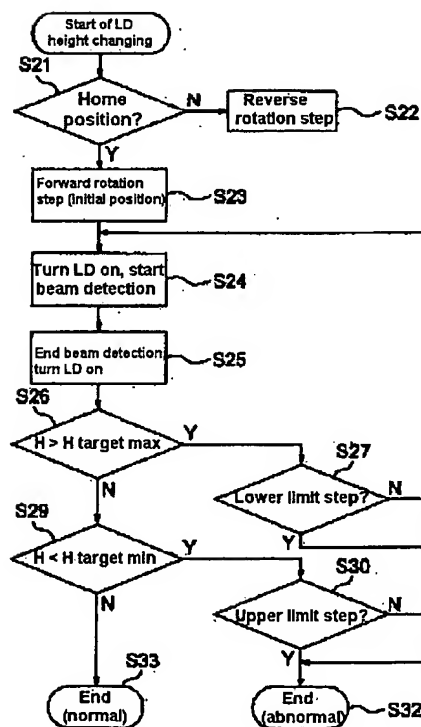 Start of LD
height changing
S21
Home
position?
N
Reverse
rotation step
S22
Y
Forward rotation
step (initial position)
S23
Turn LD on, start
beam detection
S24
End beam detection,
turn LD on
S25
S26
H > H target max
Y
S27
N
Lower limit step?
N
S29
Y
H < H target min
Y
S30
N
Upper limit step?
N
Y
S33
End
(normal)
End
(abnormal)
S32